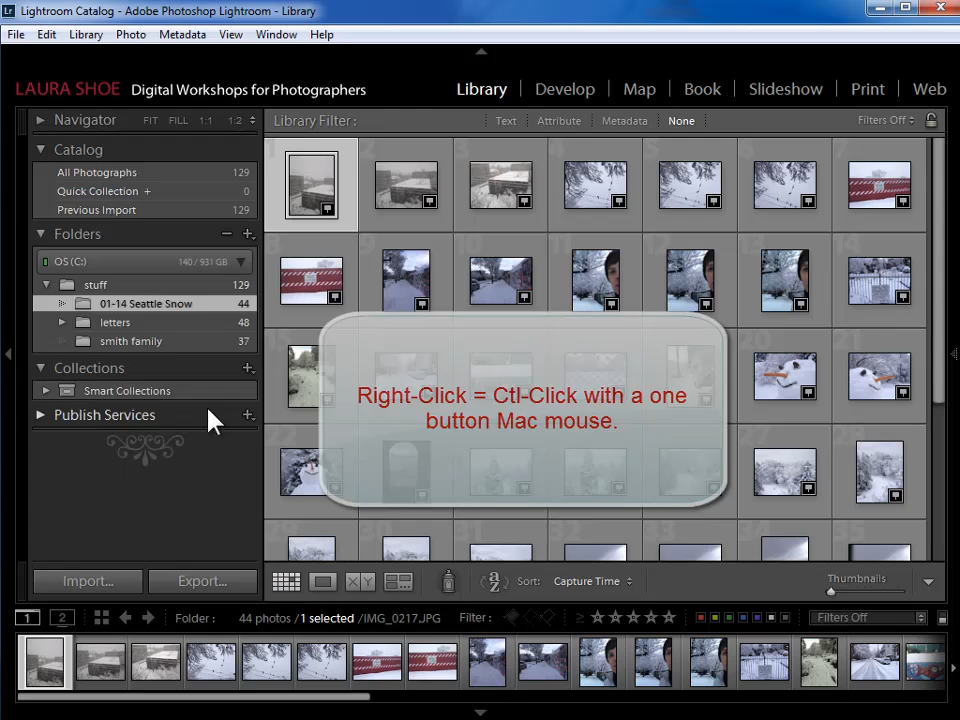 Lightroom Catalog - Adobe Photoshop Lightroom - Library
File Edit Library Photo Metadata View Window Help
LAURA SHOE Digital Workshops for Photographers
Library Develop Map Book Slideshow Print Web
Navigator FIT FILL 1:1 1:2
Library Filter : Text Attribute Metadata None Filters Off
Catalog
All Photographs 129
Quick Collection + 129
Previous Import 129
Folders
OS (C:) 140 / 931 GB
stuff 129
01-14 Seattle Snow 44
letters 48
smith family 37
Collections
Smart Collections
Publish Services
Right-Click = Ctl-Click with a one
button Mac mouse.
Import... Export...
XY
Sort: Capture Time
Thumbnails
1 2 Folder : 44 photos / 1 selected / IMG_0217.JPG Filter : Filters Off